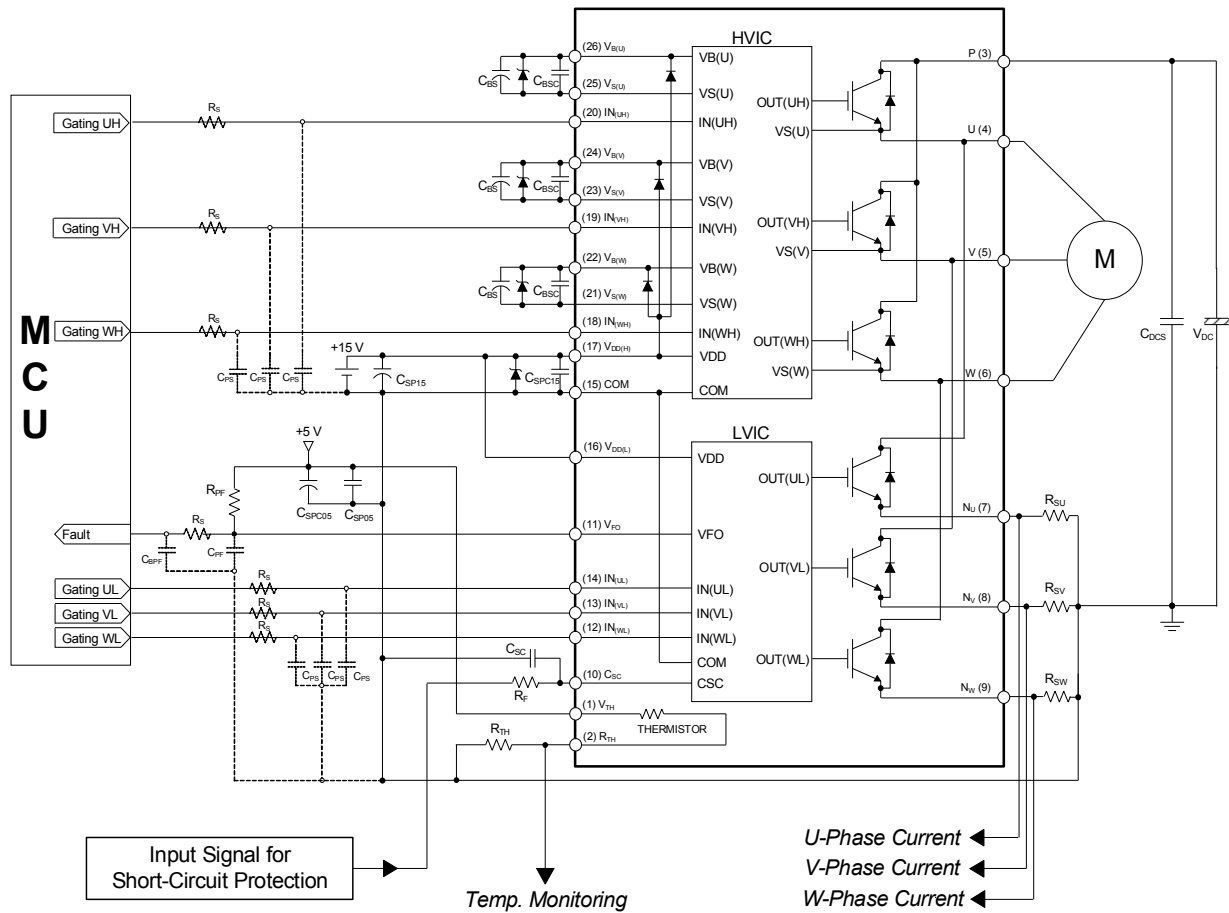 HVIC
(26) VB(U)
VB(U)
P (3)
CBS
CBSC
(25) VS(U)
VS(U)
OUT(UH)
Gating UH
RS
(20) IN(UH)
IN(UH)
VS(U)
U (4)
(24) VB(V)
VB(V)
CBS
CBSC
(23) VS(V)
VS(V)
OUT(VH)
Gating VH
RS
(19) IN(VH)
IN(VH)
VS(V)
V (5)
M
(22) VB(W)
VB(W)
CBS
CBSC
(21) VS(W)
VS(W)
MCU
Gating WH
RS
(18) IN(WH)
IN(WH)
OUT(WH)
CDCS
VDC
+15 V
(17) VDD(H)
VDD
VS(W)
W (6)
CPS
CPS
CPS
CSP15
CSPC15
(15) COM
COM
+5 V
LVIC
(16) VDD(L)
VDD
OUT(UL)
RPF
CSPC05
CSP05
NU (7)
RSU
Fault
RS
(11) VFO
VFO
CBPF
CPF
OUT(VL)
Gating UL
RS
(14) IN(UL)
IN(UL)
Gating VL
RS
(13) IN(VL)
IN(VL)
NV (8)
RSV
Gating WL
RS
(12) IN(WL)
IN(WL)
CSC
COM
OUT(WL)
CPS
CPS
CPS
RF
(10) CSC
CSC
NW (9)
RSW
(1) VTH
THERMISTOR
RTH
(2) RTH
Input Signal for
Short-Circuit Protection
Temp. Monitoring
U-Phase Current
V-Phase Current
W-Phase Current